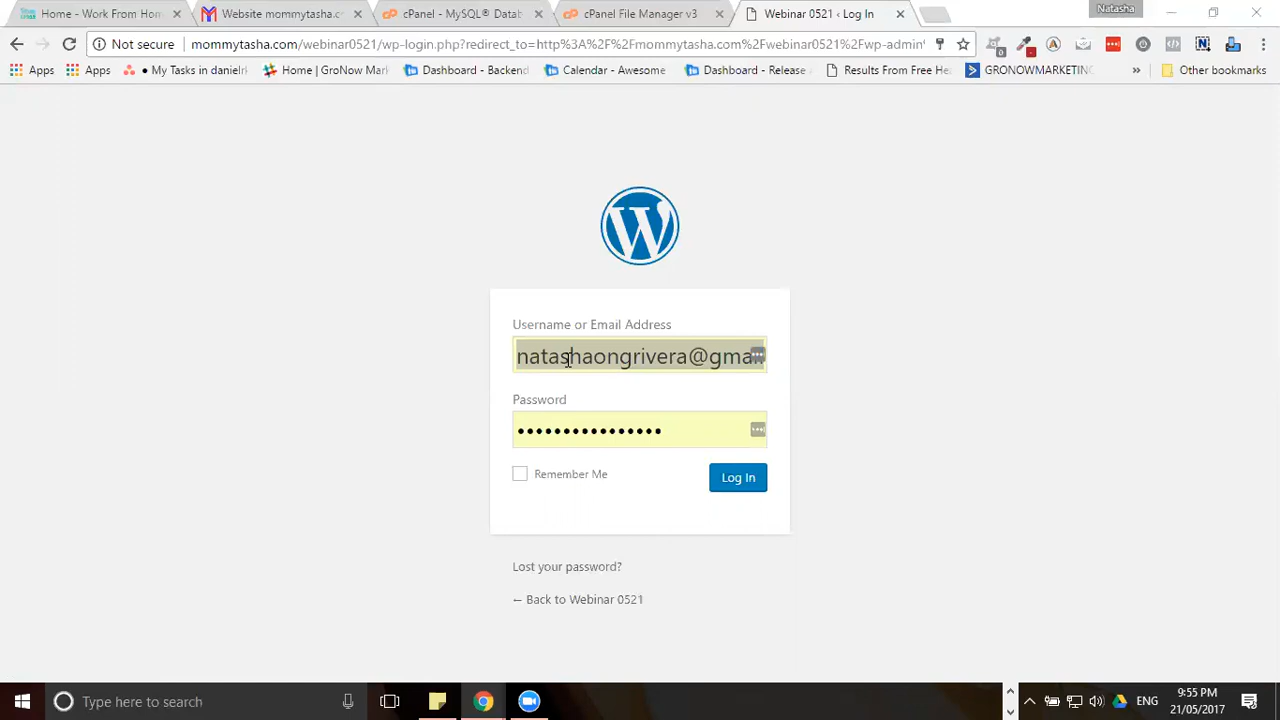 Natasha
Home - Work From Hom
Website mommytasha.c
cPanel - MySQL® Datab
cPanel File Manager v3
Webinar 0521 ‹ Log In
Not secure
mommytasha.com/webinar0521/wp-login.php?redirect_to=http%3A%2F%2Fmommytasha.com%2Fwebinar0521%2Fwp-admin
Apps
Apps
• My Tasks in danielr
Home | GroNow Mark
Dashboard - Backend
Calendar - Awesome
Dashboard - Release
Results From Free He
GRONOWMARKETING
»
Other bookmarks
Username or Email Address
natashaongrivera@gmai
Password
••••••••••••••••
Remember Me
Log In
Lost your password?
← Back to Webinar 0521
Type here to search
ENG
9:55 PM
21/05/2017